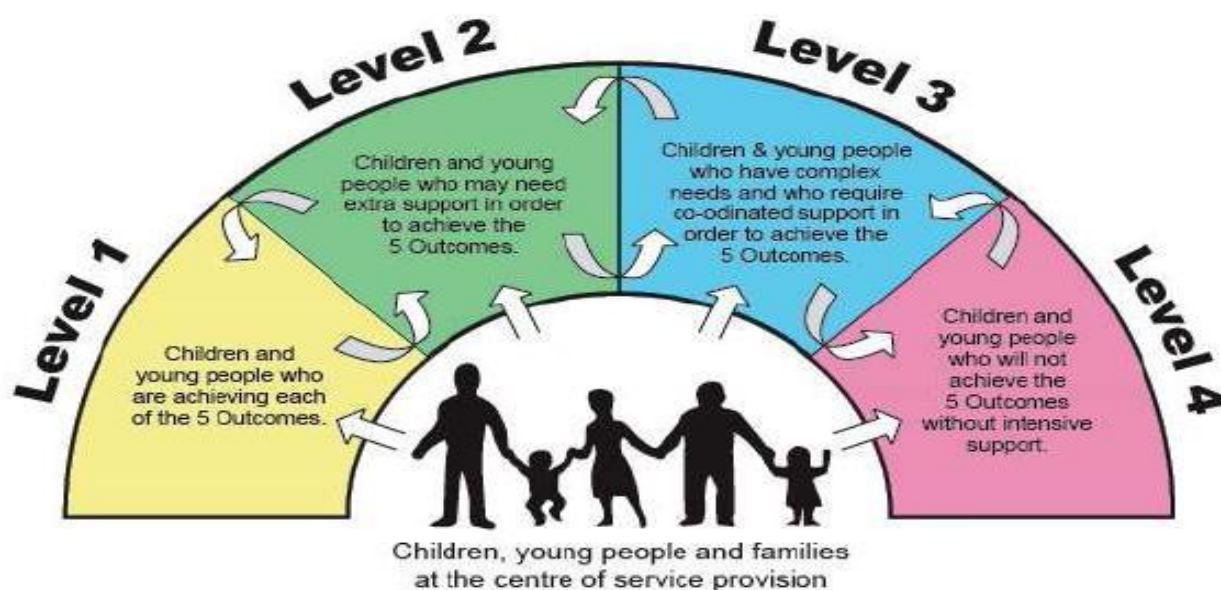 Level 1
Level 2
Level 3
Level 4
Children and
young people who
are achieving each
of the 5 Outcomes.
Children and young
people who may need
extra support in order
to achieve the
5 Outcomes.
Children & young people
who have complex
needs and who require
co-odinated support in
order to achieve the
5 Outcomes.
Children and
young people
who will not
achieve the
5 Outcomes
without intensive
support.
Children, young people and families
at the centre of service provision